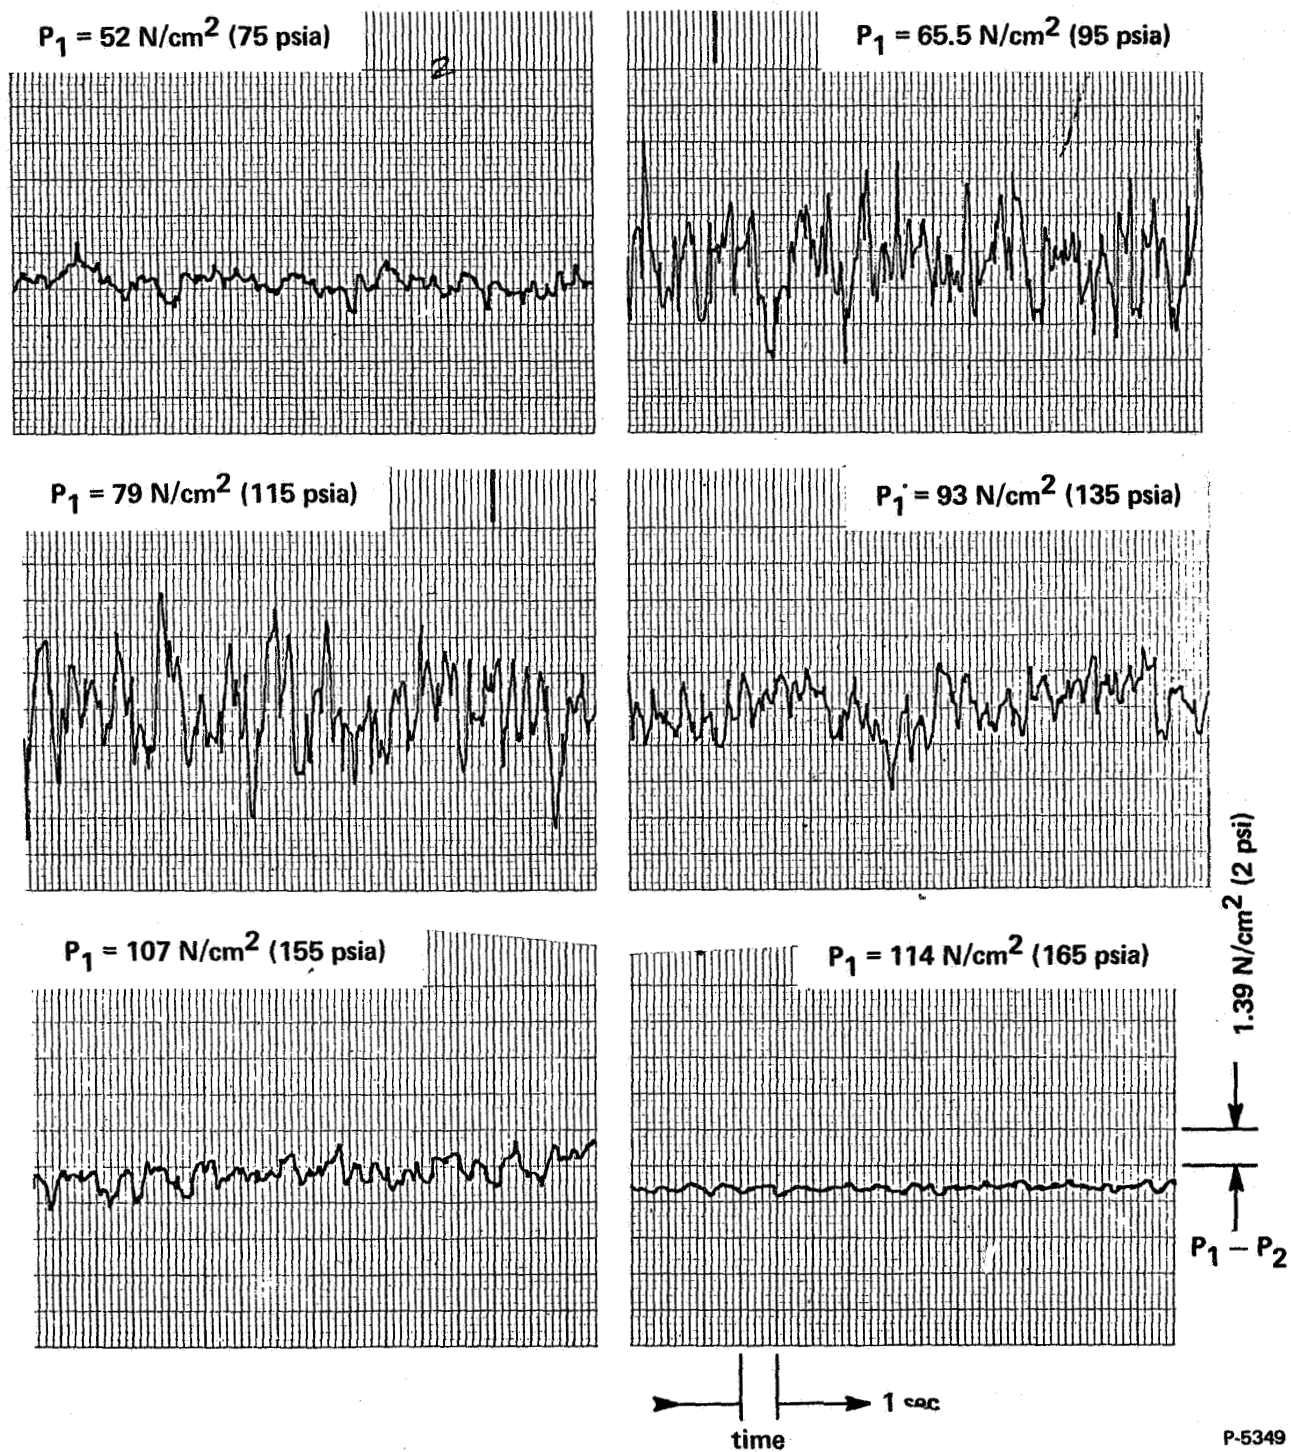 P1 = 52 N/cm2 (75 psia)
P1 = 65.5 N/cm2 (95 psia)
2
P1 = 79 N/cm2 (115 psia)
P1 = 93 N/cm2 (135 psia)
1.39 N/cm2 (2 psi)
P1 = 107 N/cm2 (155 psia)
P1 = 114 N/cm2 (165 psia)
P1 – P2
1 sec
time
P-5349